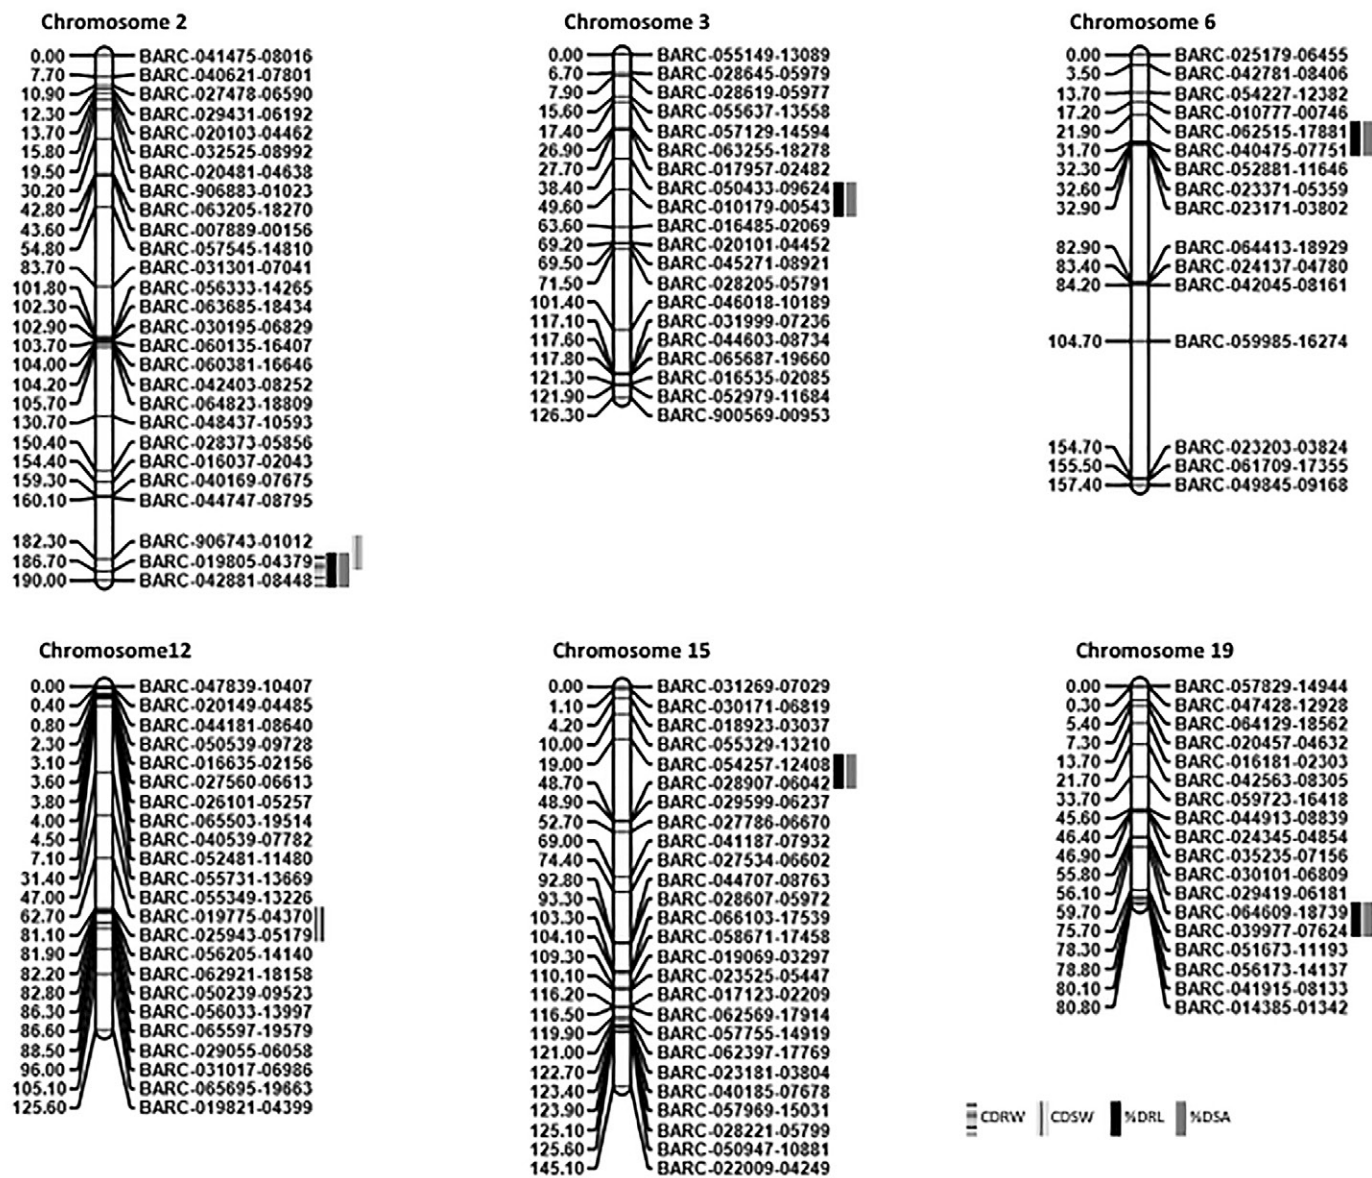 Chromosome 2
0.00 BARC-041475-08016
7.70 BARC-040621-07801
10.90 BARC-027478-06590
12.30 BARC-029431-06192
13.70 BARC-020103-04462
15.80 BARC-032525-08992
19.50 BARC-020481-04638
30.20 BARC-906883-01023
42.80 BARC-063205-18270
43.60 BARC-007889-00156
54.80 BARC-057545-14810
83.70 BARC-031301-07041
101.80 BARC-056333-14265
102.30 BARC-063685-18434
102.90 BARC-030195-06829
103.70 BARC-060135-16407
104.00 BARC-060381-16646
104.20 BARC-042403-08252
105.70 BARC-064823-18809
130.70 BARC-048437-10593
150.40 BARC-028373-05856
154.40 BARC-016037-02043
159.30 BARC-040169-07675
160.10 BARC-044747-08795
182.30 BARC-906743-01012
186.70 BARC-019805-04379
190.00 BARC-042881-08448
Chromosome 3
0.00 BARC-055149-13089
6.70 BARC-028645-05979
7.90 BARC-028619-05977
15.60 BARC-055637-13558
17.40 BARC-057129-14594
26.90 BARC-063255-18278
27.70 BARC-017957-02482
38.40 BARC-050433-09624
49.60 BARC-010179-00543
63.60 BARC-016485-02069
69.20 BARC-020101-04452
69.50 BARC-045271-08921
71.50 BARC-028205-05791
101.40 BARC-046018-10189
117.10 BARC-031999-07236
117.60 BARC-044603-08734
117.80 BARC-065687-19660
121.30 BARC-016535-02085
121.90 BARC-052979-11684
126.30 BARC-900569-00953
Chromosome 6
0.00 BARC-025179-06455
3.50 BARC-042781-08406
13.70 BARC-054227-12382
17.20 BARC-010777-00746
21.90 BARC-062515-17881
31.70 BARC-040475-07751
32.30 BARC-052881-11646
32.60 BARC-023371-05359
32.90 BARC-023171-03802
82.90 BARC-064413-18929
83.40 BARC-024137-04780
84.20 BARC-042045-08161
104.70 BARC-059985-16274
154.70 BARC-023203-03824
155.50 BARC-061709-17355
157.40 BARC-049845-09168
Chromosome12
0.00 BARC-047839-10407
0.40 BARC-020149-04485
0.80 BARC-044181-08640
2.30 BARC-050539-09728
3.10 BARC-016635-02156
3.60 BARC-027560-06613
3.80 BARC-026101-05257
4.00 BARC-065503-19514
4.50 BARC-040539-07782
7.10 BARC-052481-11480
31.40 BARC-055731-13669
47.00 BARC-055349-13226
62.70 BARC-019775-04370
81.10 BARC-025943-05179
81.90 BARC-056205-14140
82.20 BARC-062921-18158
82.80 BARC-050239-09523
86.30 BARC-056033-13997
86.60 BARC-065597-19579
88.50 BARC-029055-06058
96.00 BARC-031017-06986
105.10 BARC-065695-19663
125.60 BARC-019821-04399
Chromosome 15
0.00 BARC-031269-07029
1.10 BARC-030171-06819
4.20 BARC-018923-03037
10.00 BARC-055329-13210
19.00 BARC-054257-12408
48.70 BARC-028907-06042
48.90 BARC-029599-06237
52.70 BARC-027786-06670
69.00 BARC-041187-07932
74.40 BARC-027534-06602
92.80 BARC-044707-08763
93.30 BARC-028607-05972
103.30 BARC-066103-17539
104.10 BARC-058671-17458
109.30 BARC-019069-03297
110.10 BARC-023525-05447
116.20 BARC-017123-02209
116.50 BARC-062569-17914
119.90 BARC-057755-14919
121.00 BARC-062397-17769
122.70 BARC-023181-03804
123.40 BARC-040185-07678
123.90 BARC-057969-15031
125.10 BARC-028221-05799
125.60 BARC-050947-10881
145.10 BARC-022009-04249
Chromosome 19
0.00 BARC-057829-14944
0.30 BARC-047428-12928
5.40 BARC-064129-18562
7.30 BARC-020457-04632
13.70 BARC-016181-02303
21.70 BARC-042563-08305
33.70 BARC-059723-16418
45.60 BARC-044913-08839
46.40 BARC-024345-04854
46.90 BARC-035235-07156
55.80 BARC-030101-06809
56.10 BARC-029419-06181
59.70 BARC-064609-18739
75.70 BARC-039977-07624
78.30 BARC-051673-11193
78.80 BARC-056173-14137
80.10 BARC-041915-08133
80.80 BARC-014385-01342
CDRW CDSW %DRL %DSA